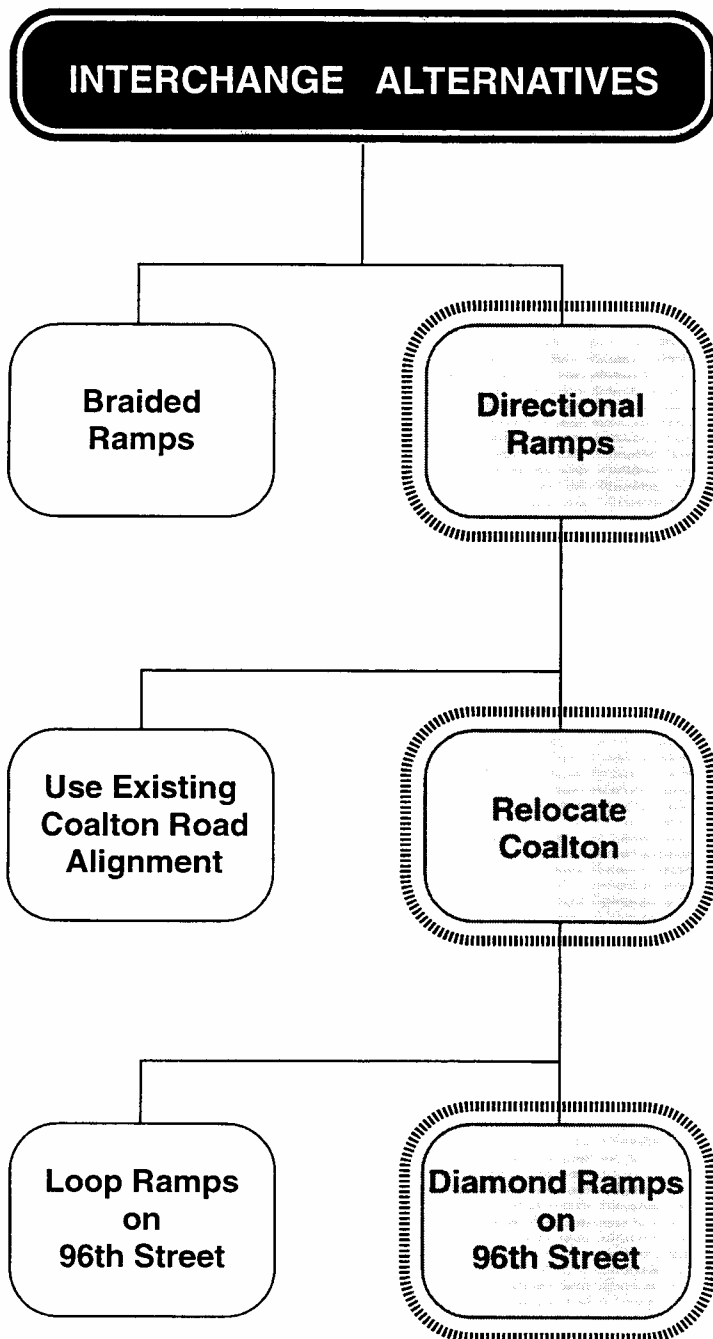 INTERCHANGE ALTERNATIVES
Braided
Ramps
Directional
Ramps
Use Existing
Coalton Road
Alignment
Relocate
Coalton
Loop Ramps
on
96th Street
Diamond Ramps
on
96th Street